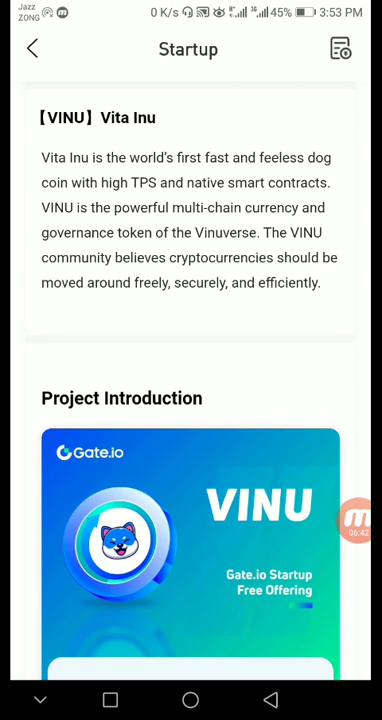 Jazz
ZONG
0 K/s
3G
45%
3:53 PM
Startup
【VINU】Vita Inu
Vita Inu is the world's first fast and feeless dog
coin with high TPS and native smart contracts.
VINU is the powerful multi-chain currency and
governance token of the Vinuverse. The VINU
community believes cryptocurrencies should be
moved around freely, securely, and efficiently.
Project Introduction
Gate.io
VINU
Gate.io Startup
Free Offering
06:42